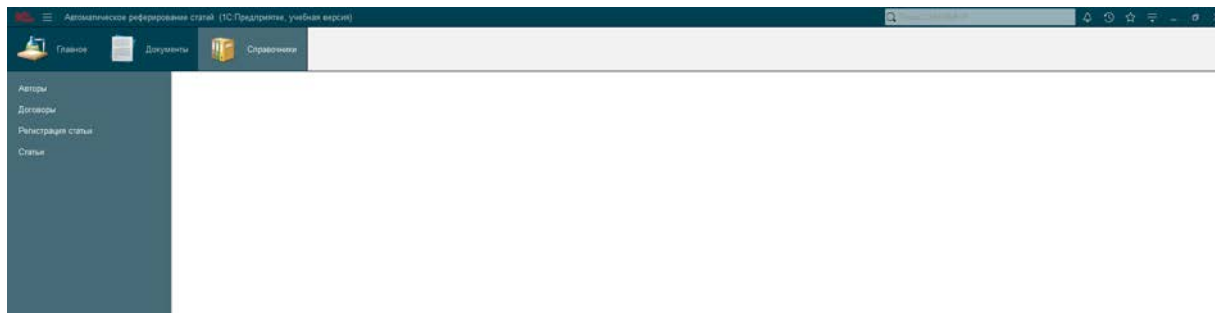 Автоматическое реферирование статей (1С:Предприятие, учебная версия)
Главное
Документы
Справочники
Авторы
Договоры
Регистрация статьи
Статьи